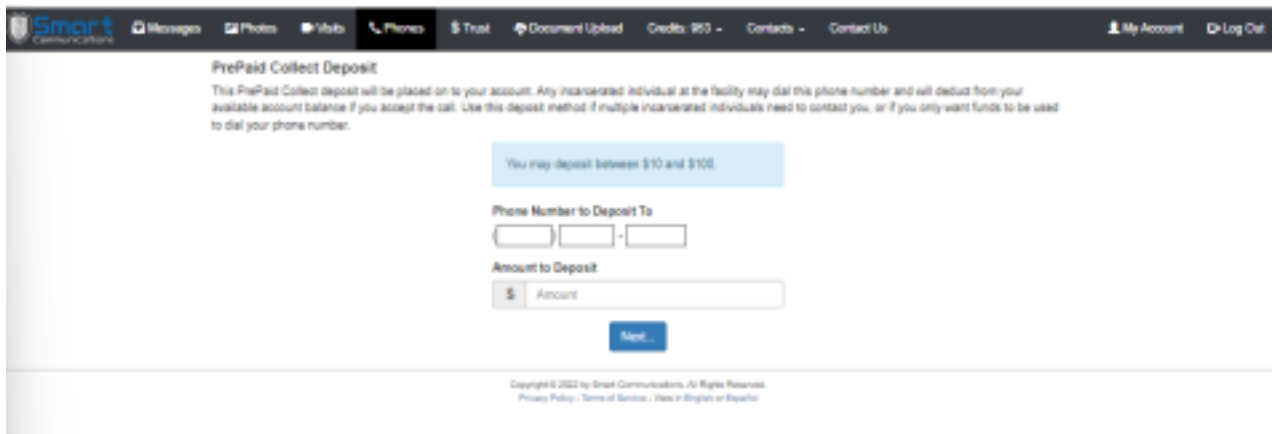 Smart Communications Messages Photos Visits Phones $ Trust Document Upload Credits: 953 Contacts Contact Us My Account Log Out
PrePaid Collect Deposit
This PrePaid Collect deposit will be placed on to your account. Any incarcerated individual at the facility may dial this phone number and will deduct from your
available account balance if you accept the call. Use this deposit method if multiple incarcerated individuals need to contact you, or if you only want funds to be used
to dial your phone number.
You may deposit between $10 and $100.
Phone Number to Deposit To
( ) -
Amount to Deposit
$ Amount
Next...
Copyright © 2022 by Smart Communications. All Rights Reserved.
Privacy Policy - Terms of Service - View in English or Español